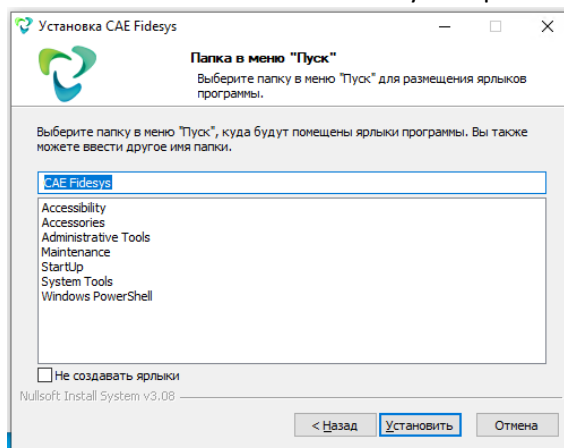 Установка CAE Fidesys
Папка в меню "Пуск"
Выберите папку в меню "Пуск" для размещения ярлыков
программы.
Выберите папку в меню "Пуск", куда будут помещены ярлыки программы. Вы также
можете ввести другое имя папки.
CAE Fidesys
Accessibility
Accessories
Administrative Tools
Maintenance
StartUp
System Tools
Windows PowerShell
Не создавать ярлыки
Nullsoft Install System v3.08
< Назад
Установить
Отмена